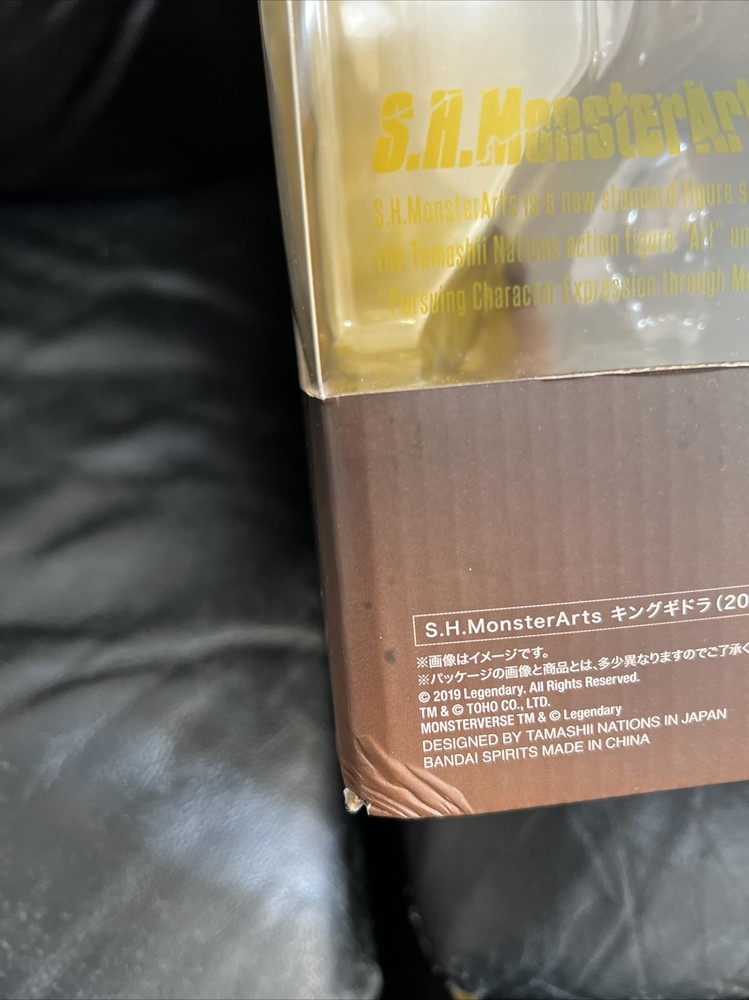 S.H.MonsterArt
S.H.MonsterArts is a new standard figure s
the Tamashii Nations action figure "Art" un
"Pursuing Character Expression through M
S.H.MonsterArts キングギドラ(20
※画像はイメージです。
※パッケージの画像と商品とは、多少異なりますのでご了承く
© 2019 Legendary. All Rights Reserved.
TM & © TOHO CO., LTD.
MONSTERVERSE TM & © Legendary
DESIGNED BY TAMASHII NATIONS IN JAPAN
BANDAI SPIRITS MADE IN CHINA